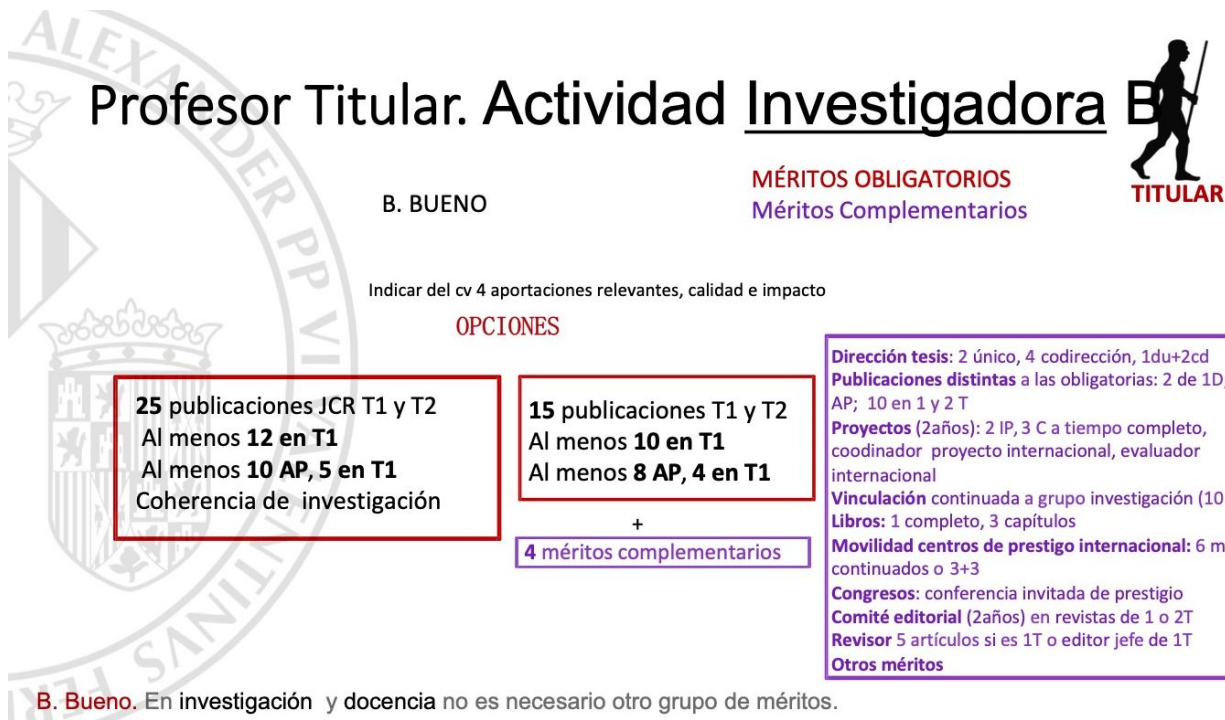 Profesor Titular. Actividad Investigadora B
TITULAR
B. BUENO
MÉRITOS OBLIGATORIOS
Méritos Complementarios
Indicar del cv 4 aportaciones relevantes, calidad e impacto
OPCIONES
25 publicaciones JCR T1 y T2
Al menos 12 en T1
Al menos 10 AP, 5 en T1
Coherencia de investigación
15 publicaciones T1 y T2
Al menos 10 en T1
Al menos 8 AP, 4 en T1
+
4 méritos complementarios
Dirección tesis: 2 único, 4 codirección, 1du+2cd
Publicaciones distintas a las obligatorias: 2 de 1D,
AP; 10 en 1 y 2 T
Proyectos (2años): 2 IP, 3 C a tiempo completo,
coodinador proyecto internacional, evaluador
internacional
Vinculación continuada a grupo investigación (10
Libros: 1 completo, 3 capítulos
Movilidad centros de prestigo internacional: 6 m
continuados o 3+3
Congresos: conferencia invitada de prestigio
Comité editorial (2años) en revistas de 1 o 2T
Revisor 5 artículos si es 1T o editor jefe de 1T
Otros méritos
B. Bueno. En investigación y docencia no es necesario otro grupo de méritos.
ALEXANDER PP VI VALENTINVS FER